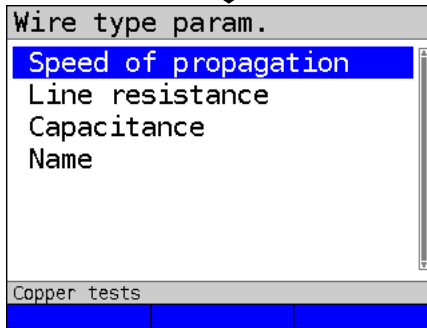 Wire type param.
Speed of propagation
Line resistance
Capacitance
Name
Copper tests